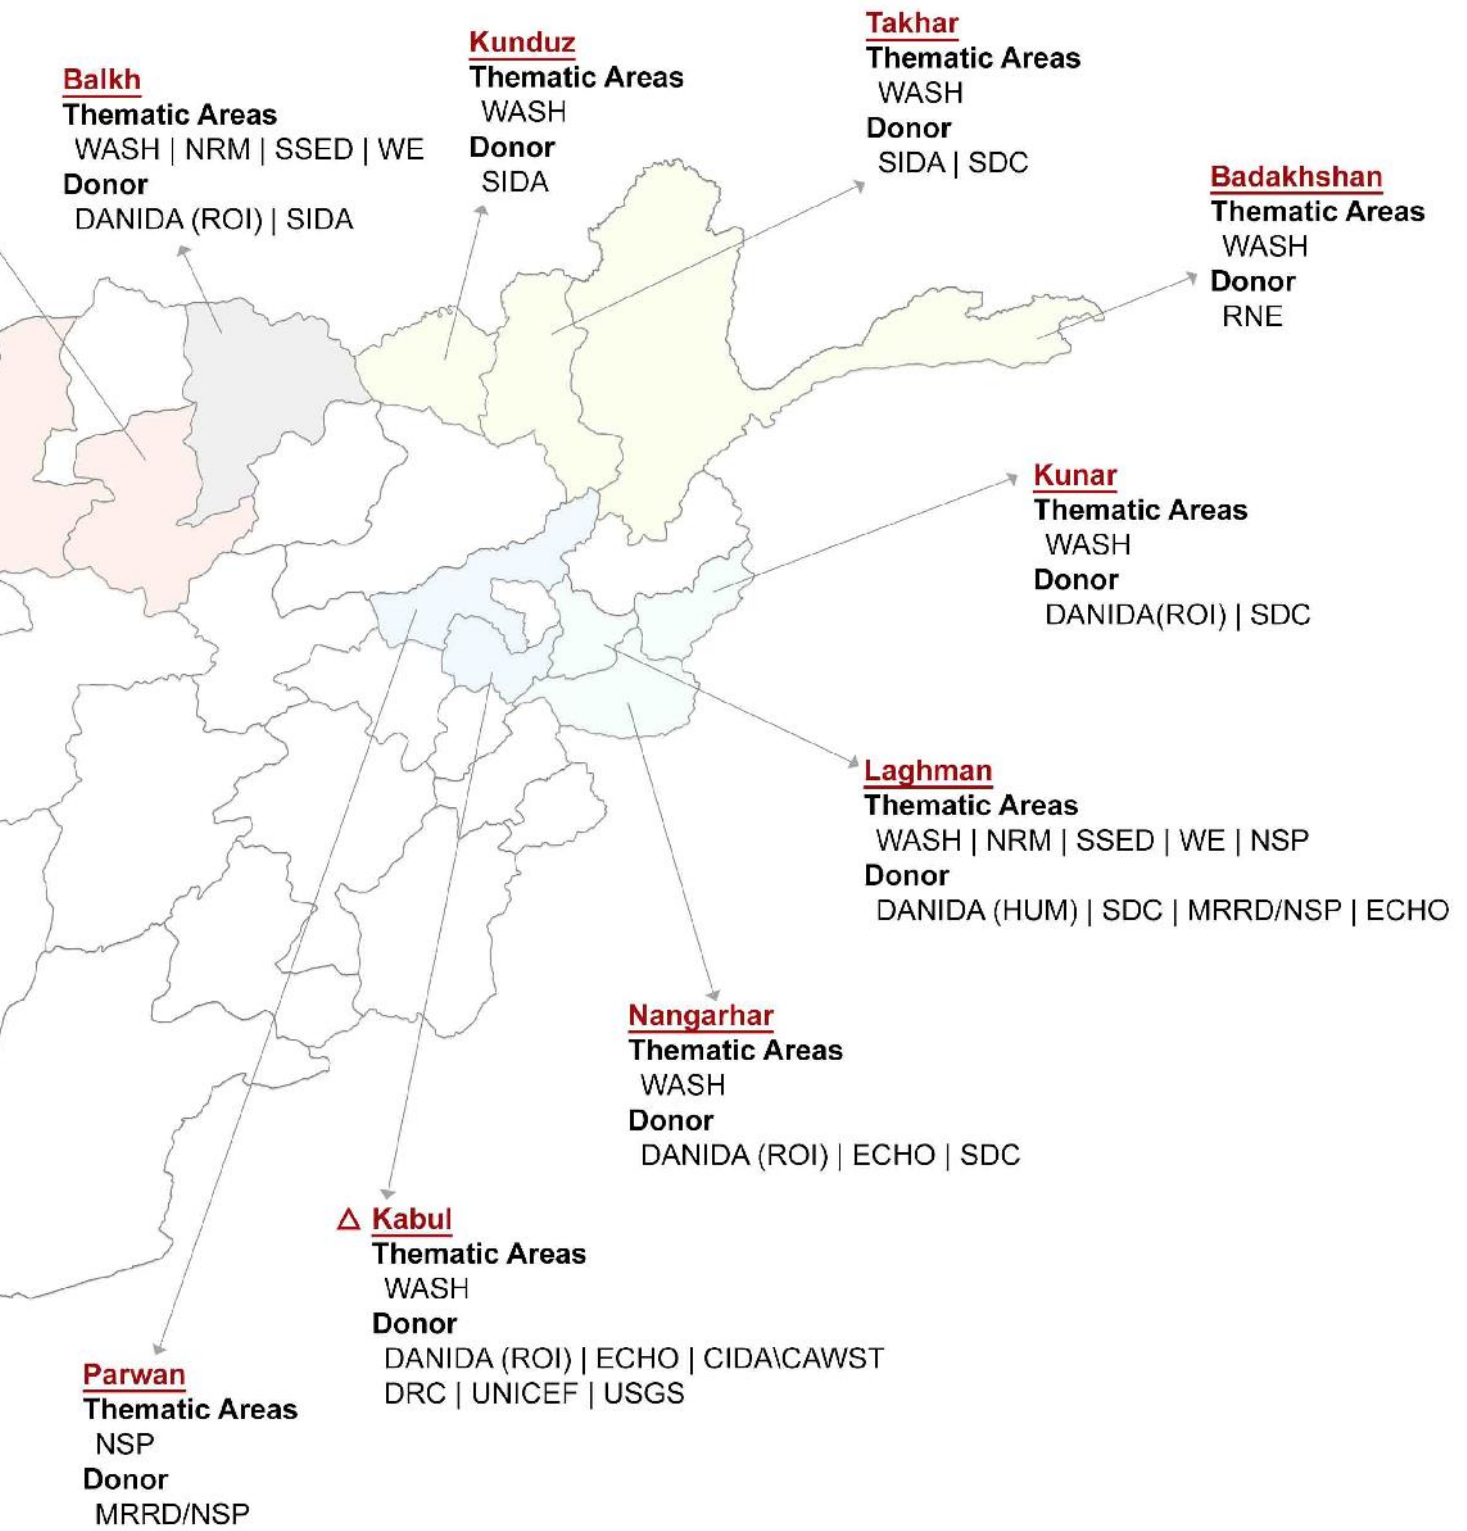 Balkh
Thematic Areas
WASH | NRM | SSED | WE
Donor
DANIDA (ROI) | SIDA
Kunduz
Thematic Areas
WASH
Donor
SIDA
Takhar
Thematic Areas
WASH
Donor
SIDA | SDC
Badakhshan
Thematic Areas
WASH
Donor
RNE
Kunar
Thematic Areas
WASH
Donor
DANIDA(ROI) | SDC
Laghman
Thematic Areas
WASH | NRM | SSED | WE | NSP
Donor
DANIDA (HUM) | SDC | MRRD/NSP | ECHO
Nangarhar
Thematic Areas
WASH
Donor
DANIDA (ROI) | ECHO | SDC
△ Kabul
Thematic Areas
WASH
Donor
DANIDA (ROI) | ECHO | CIDA\CAWST
DRC | UNICEF | USGS
Parwan
Thematic Areas
NSP
Donor
MRRD/NSP